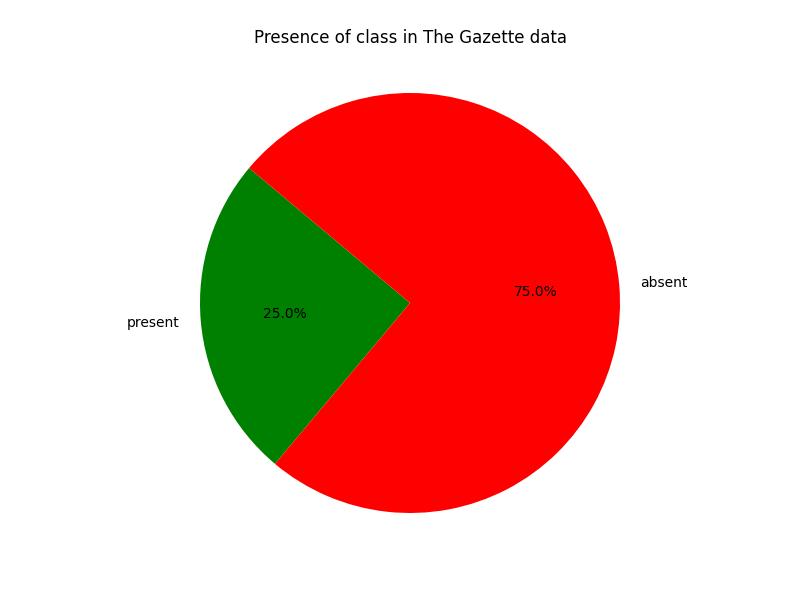 Presence of class in The Gazette data
absent
75.0%
25.0%
present